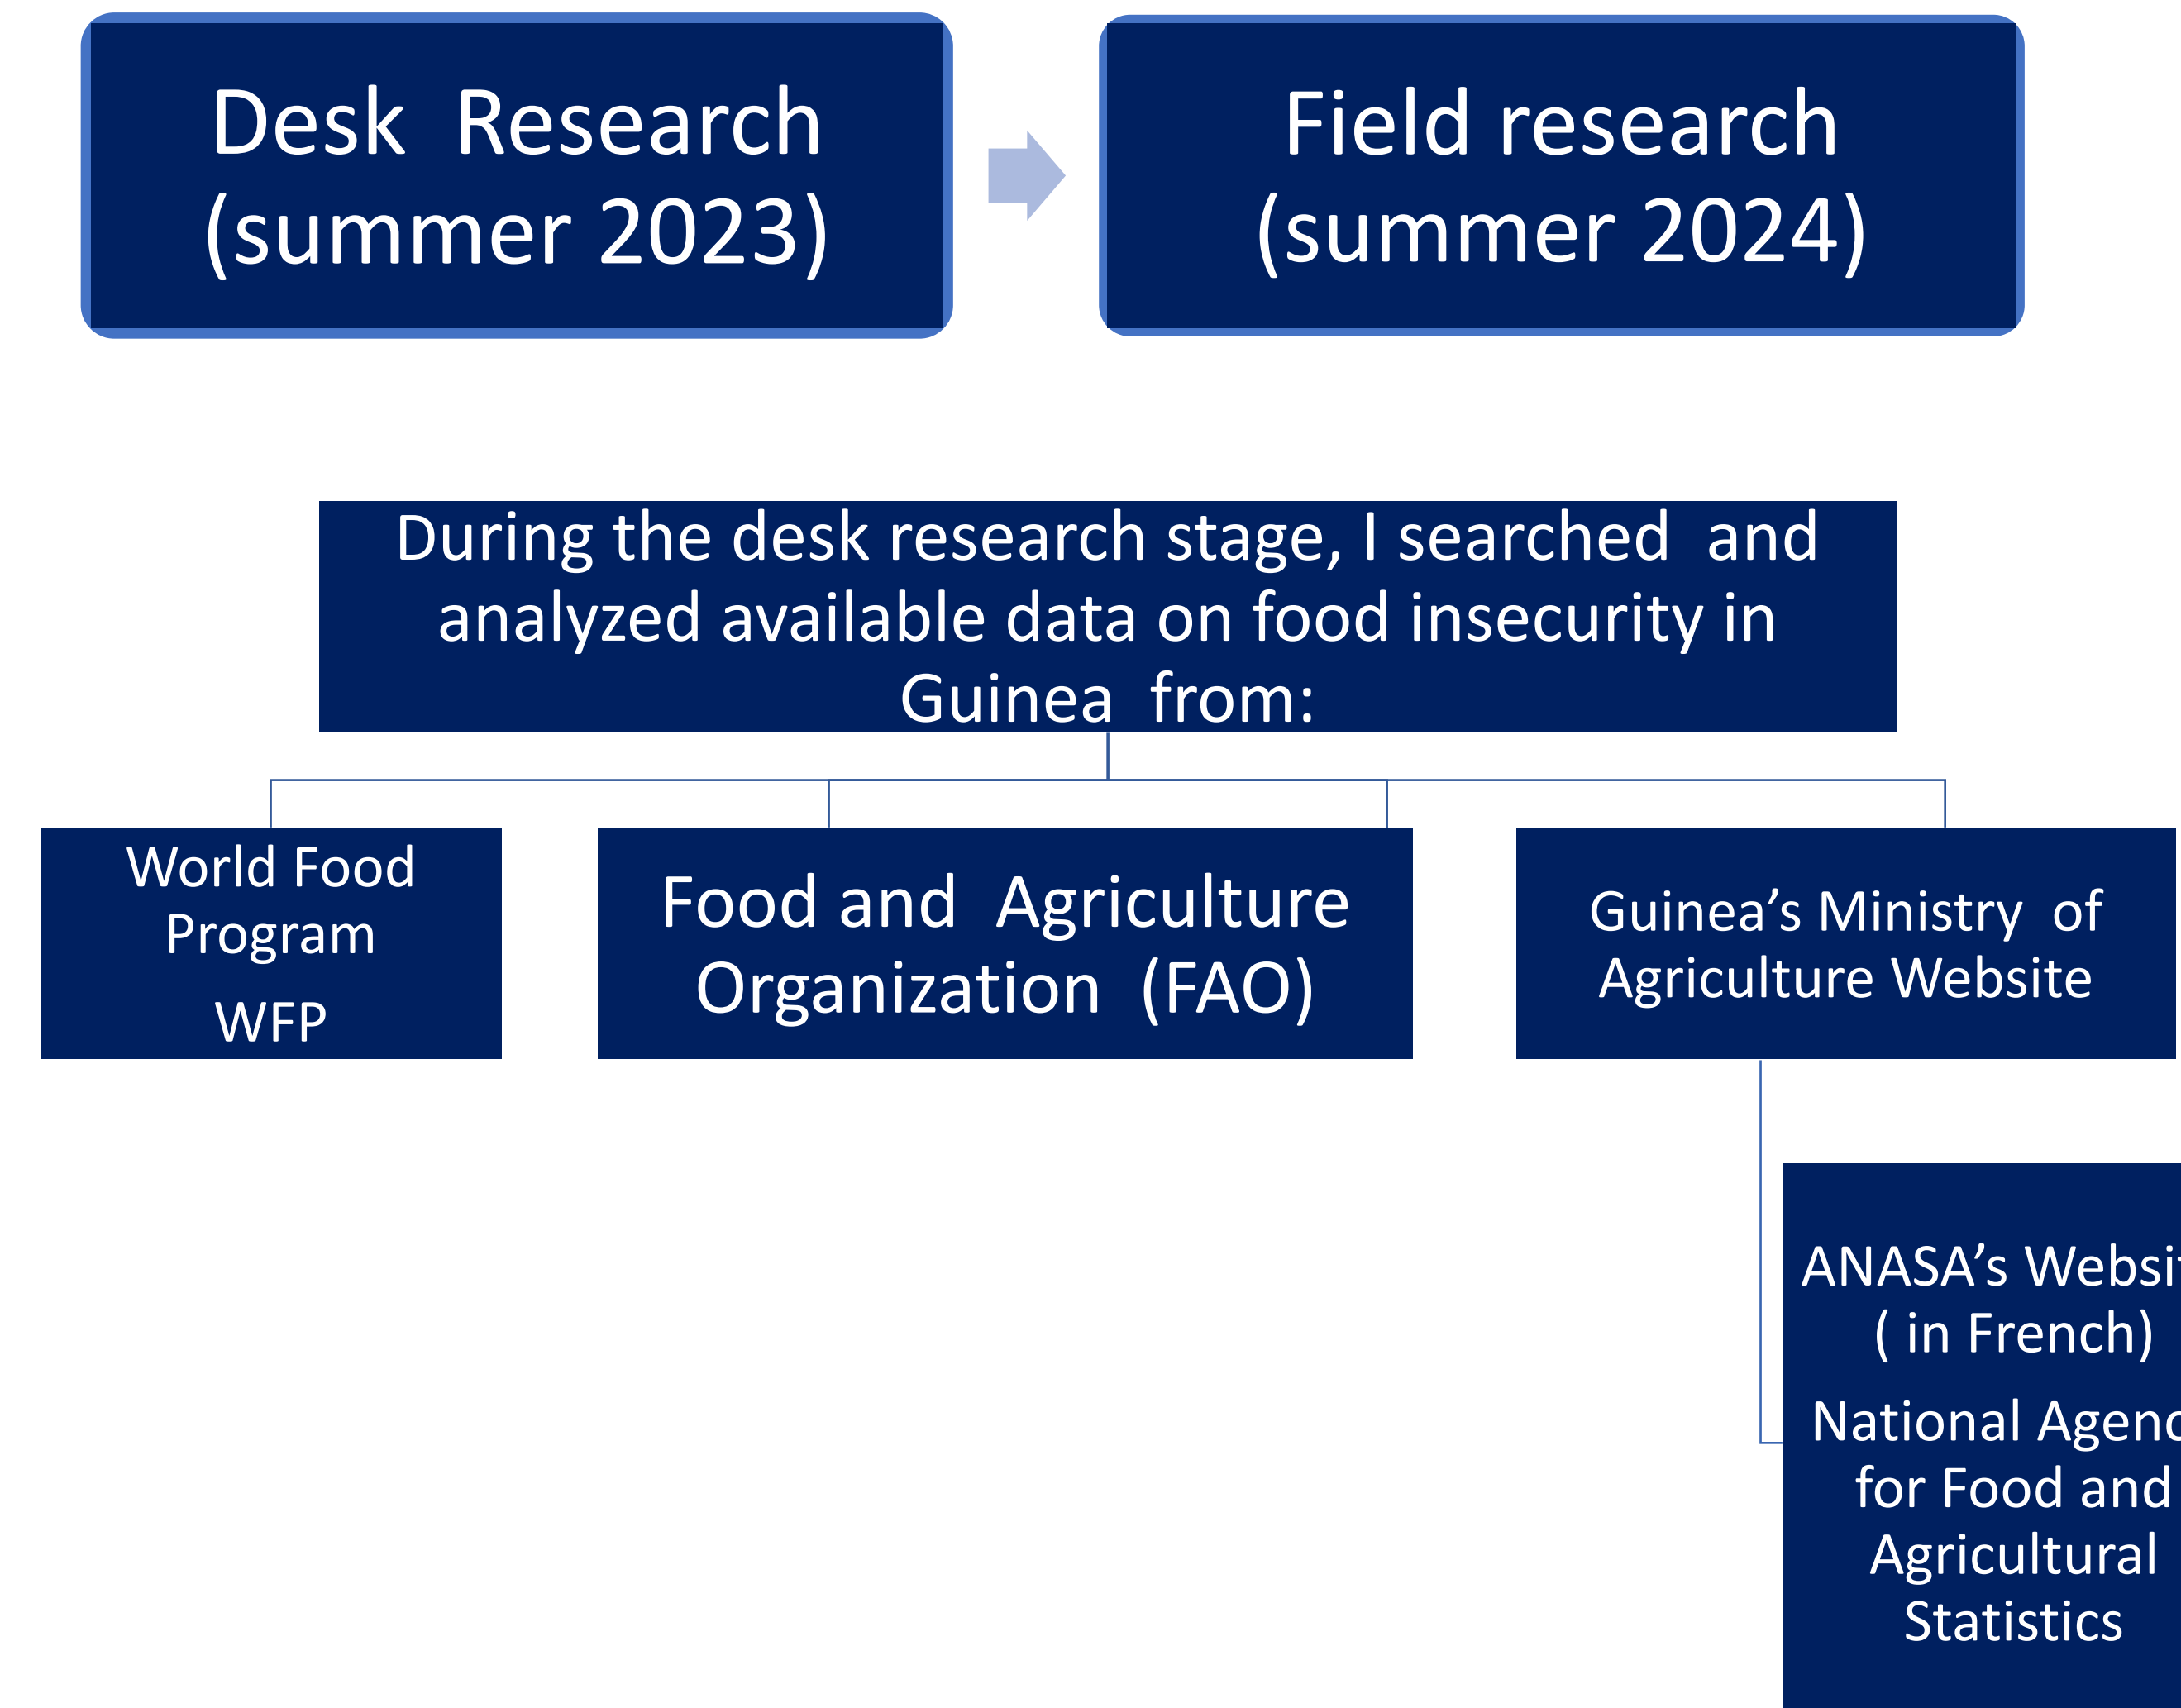 Desk Research
(summer 2023)
Field research
(summer 2024)
During the desk research stage, I searched and
analyzed available data on food insecurity in
Guinea from:
World Food
Program
WFP
Food and Agriculture
Organization (FAO)
Guinea’s Ministry of
Agriculture Website
ANASA’s
( in French)
National
for Food and
Agricultural
Statistics